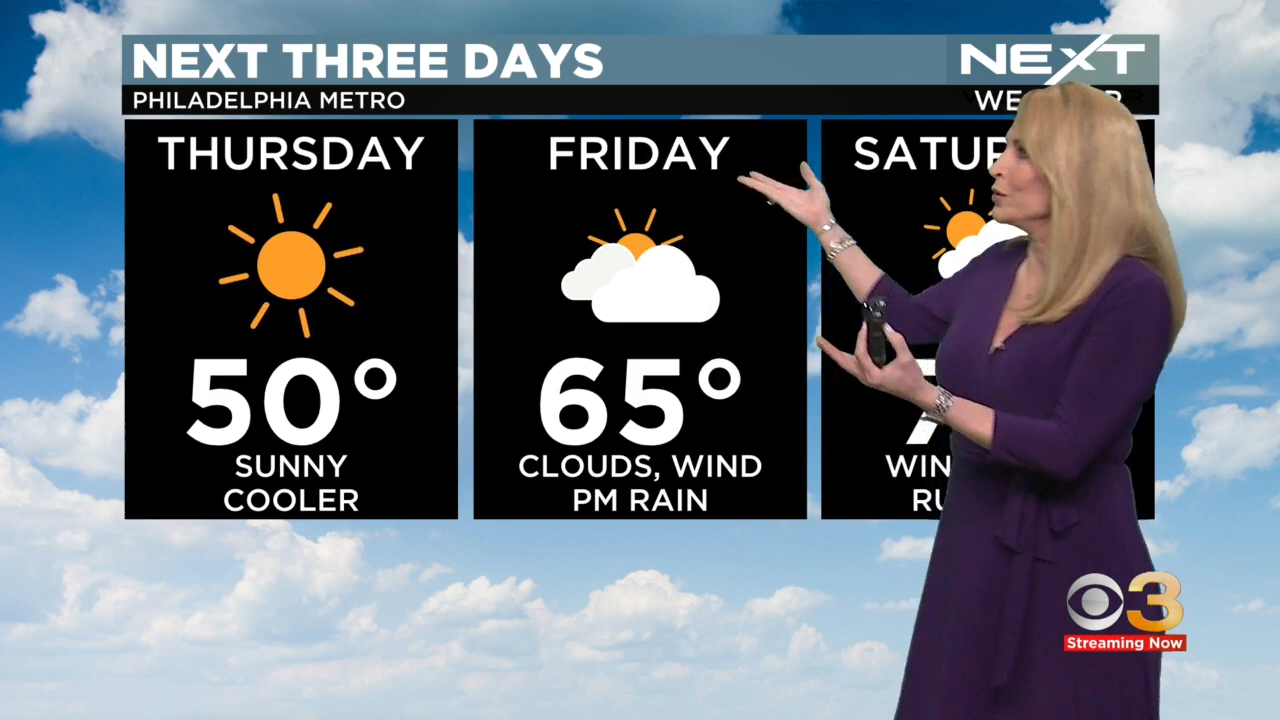 NEXT THREE DAYS
NEXT
PHILADELPHIA METRO
THURSDAY
50°
SUNNY
COOLER
FRIDAY
65°
CLOUDS, WIND
PM RAIN
3
Streaming Now